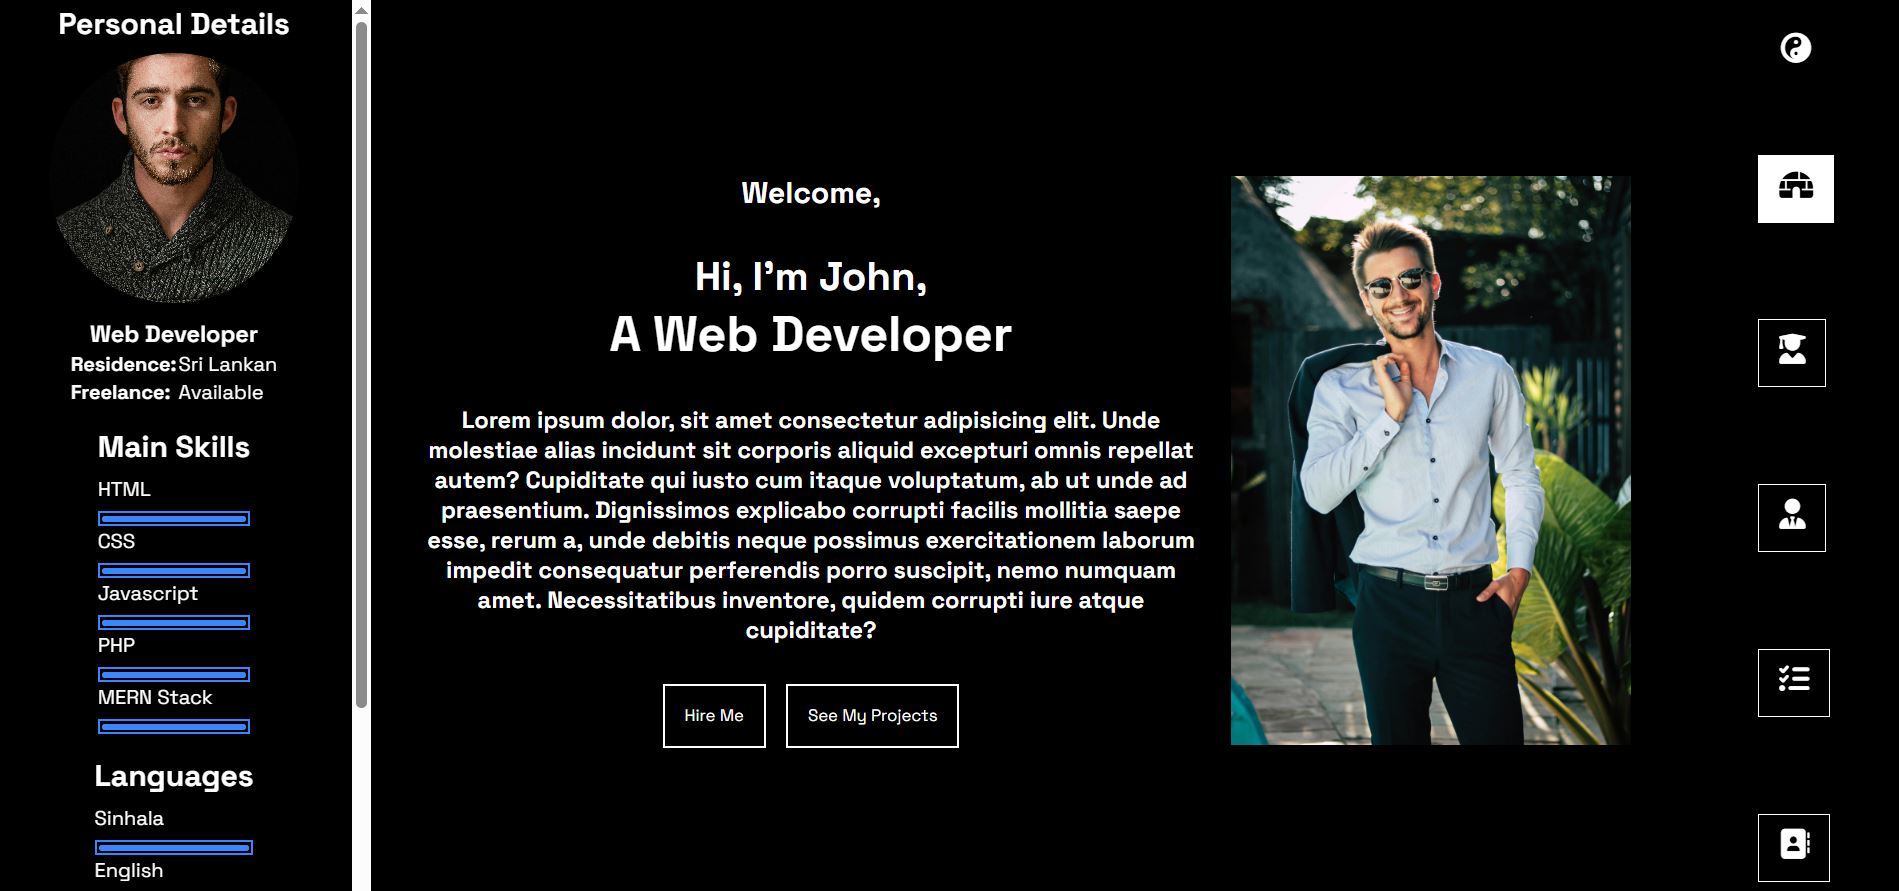 Personal Details
Web Developer
Residence: Sri Lankan
Freelance: Available
Main Skills
HTML
CSS
Javascript
PHP
MERN Stack
Languages
Sinhala
English
Welcome,
Hi, I'm John,
A Web Developer
Lorem ipsum dolor, sit amet consectetur adipisicing elit. Unde
molestiae alias incidunt sit corporis aliquid excepturi omnis repellat
autem? Cupiditate qui iusto cum itaque voluptatum, ab ut unde ad
praesentium. Dignissimos explicabo corrupti facilis mollitia saepe
esse, rerum a, unde debitis neque possimus exercitationem laborum
impedit consequatur perferendis porro suscipit, nemo numquam
amet. Necessitatibus inventore, quidem corrupti iure atque
cupiditate?
Hire Me
See My Projects